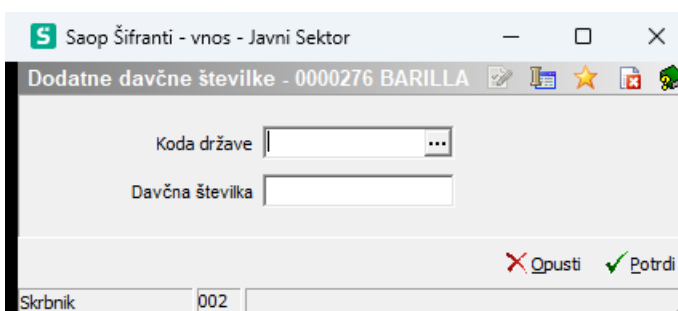 S Saop Šifranti - vnos - Javni Sektor
Dodatne davčne številke - 0000276 BARILLA
Koda države
...
Davčna številka
Opusti
Potrdi
Skrbnik
002